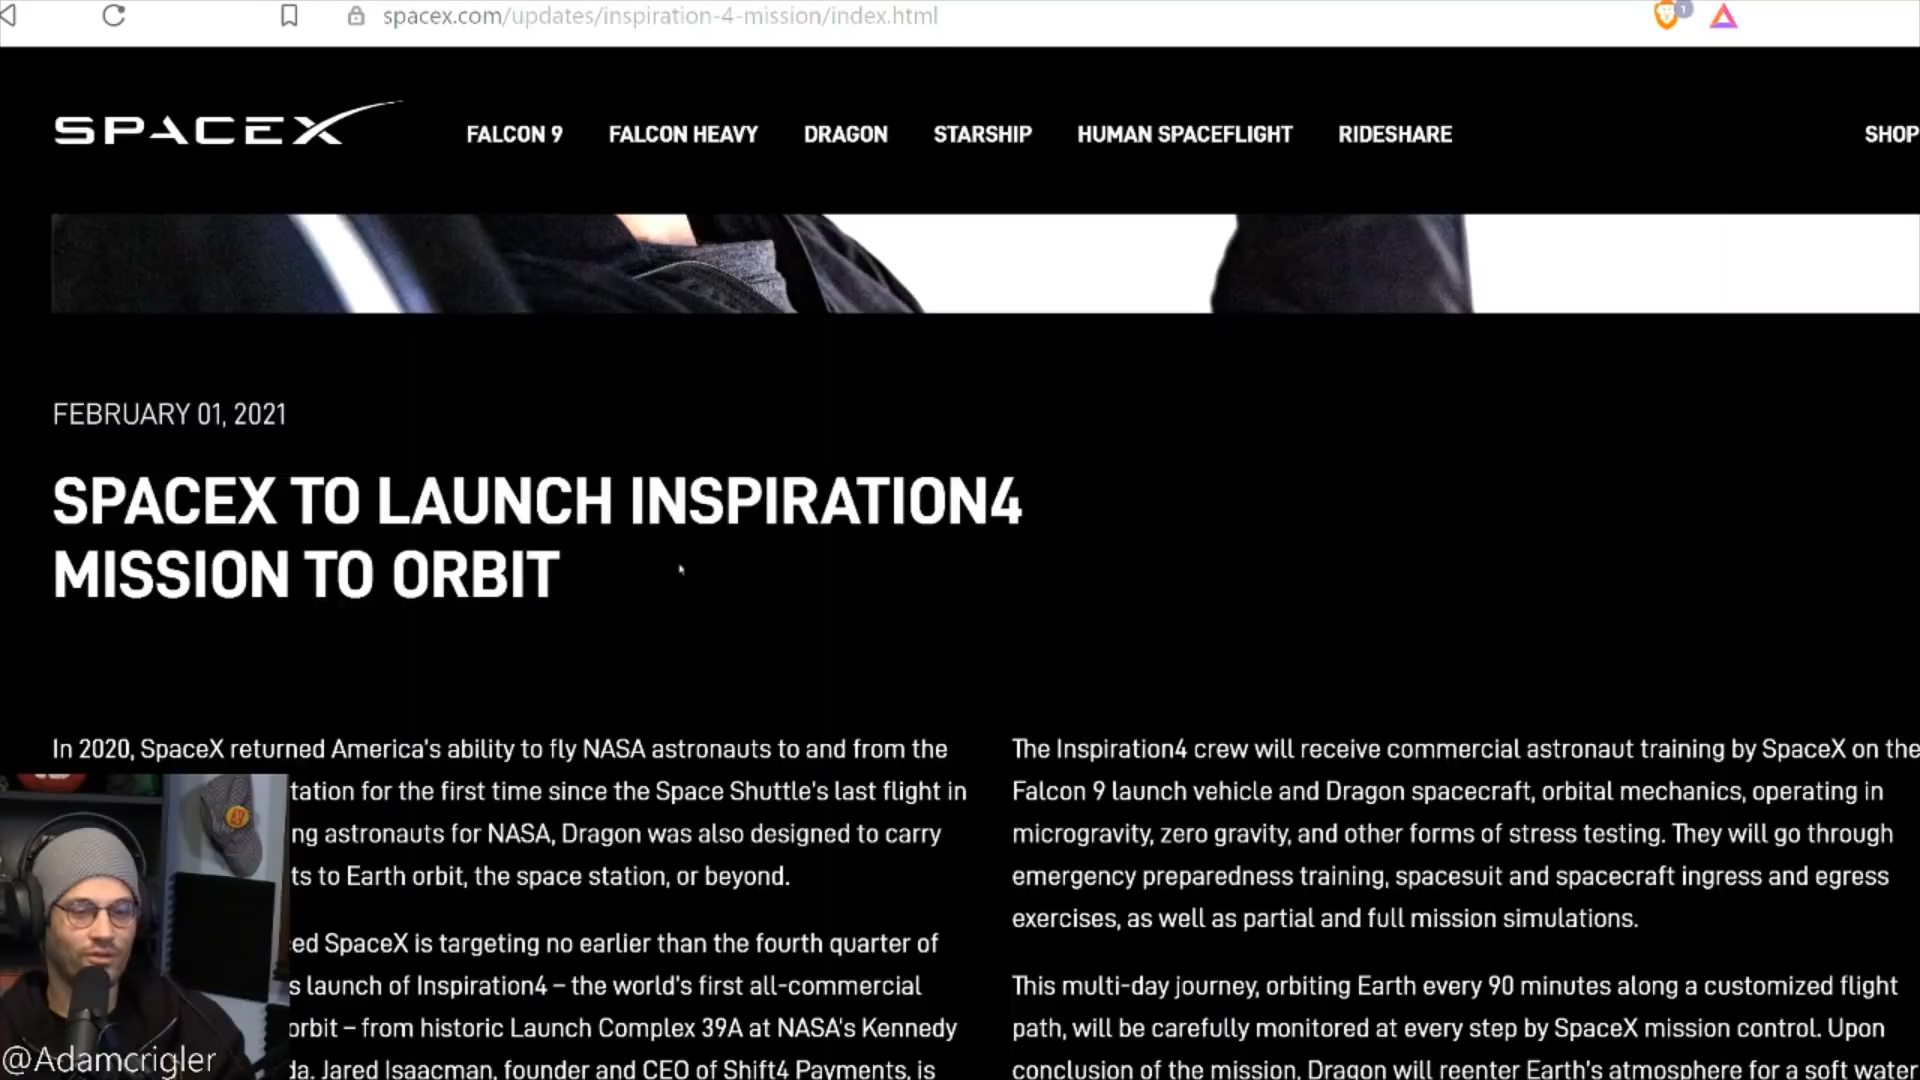 spacex.com/updates/inspiration-4-mission/index.html
1
SPACEX
FALCON 9 FALCON HEAVY DRAGON STARSHIP HUMAN SPACEFLIGHT RIDESHARE SHOP
FEBRUARY 01, 2021
SPACEX TO LAUNCH INSPIRATION4
MISSION TO ORBIT
In 2020, SpaceX returned America's ability to fly NASA astronauts to and from the
tation for the first time since the Space Shuttle's last flight in
ng astronauts for NASA, Dragon was also designed to carry
ts to Earth orbit, the space station, or beyond.
ed SpaceX is targeting no earlier than the fourth quarter of
s launch of Inspiration4 – the world's first all-commercial
orbit – from historic Launch Complex 39A at NASA's Kennedy
da. Jared Isaacman, founder and CEO of Shift4 Payments, is
The Inspiration4 crew will receive commercial astronaut training by SpaceX on the
Falcon 9 launch vehicle and Dragon spacecraft, orbital mechanics, operating in
microgravity, zero gravity, and other forms of stress testing. They will go through
emergency preparedness training, spacesuit and spacecraft ingress and egress
exercises, as well as partial and full mission simulations.
This multi-day journey, orbiting Earth every 90 minutes along a customized flight
path, will be carefully monitored at every step by SpaceX mission control. Upon
conclusion of the mission, Dragon will reenter Earth's atmosphere for a soft water
@Adamcrigler